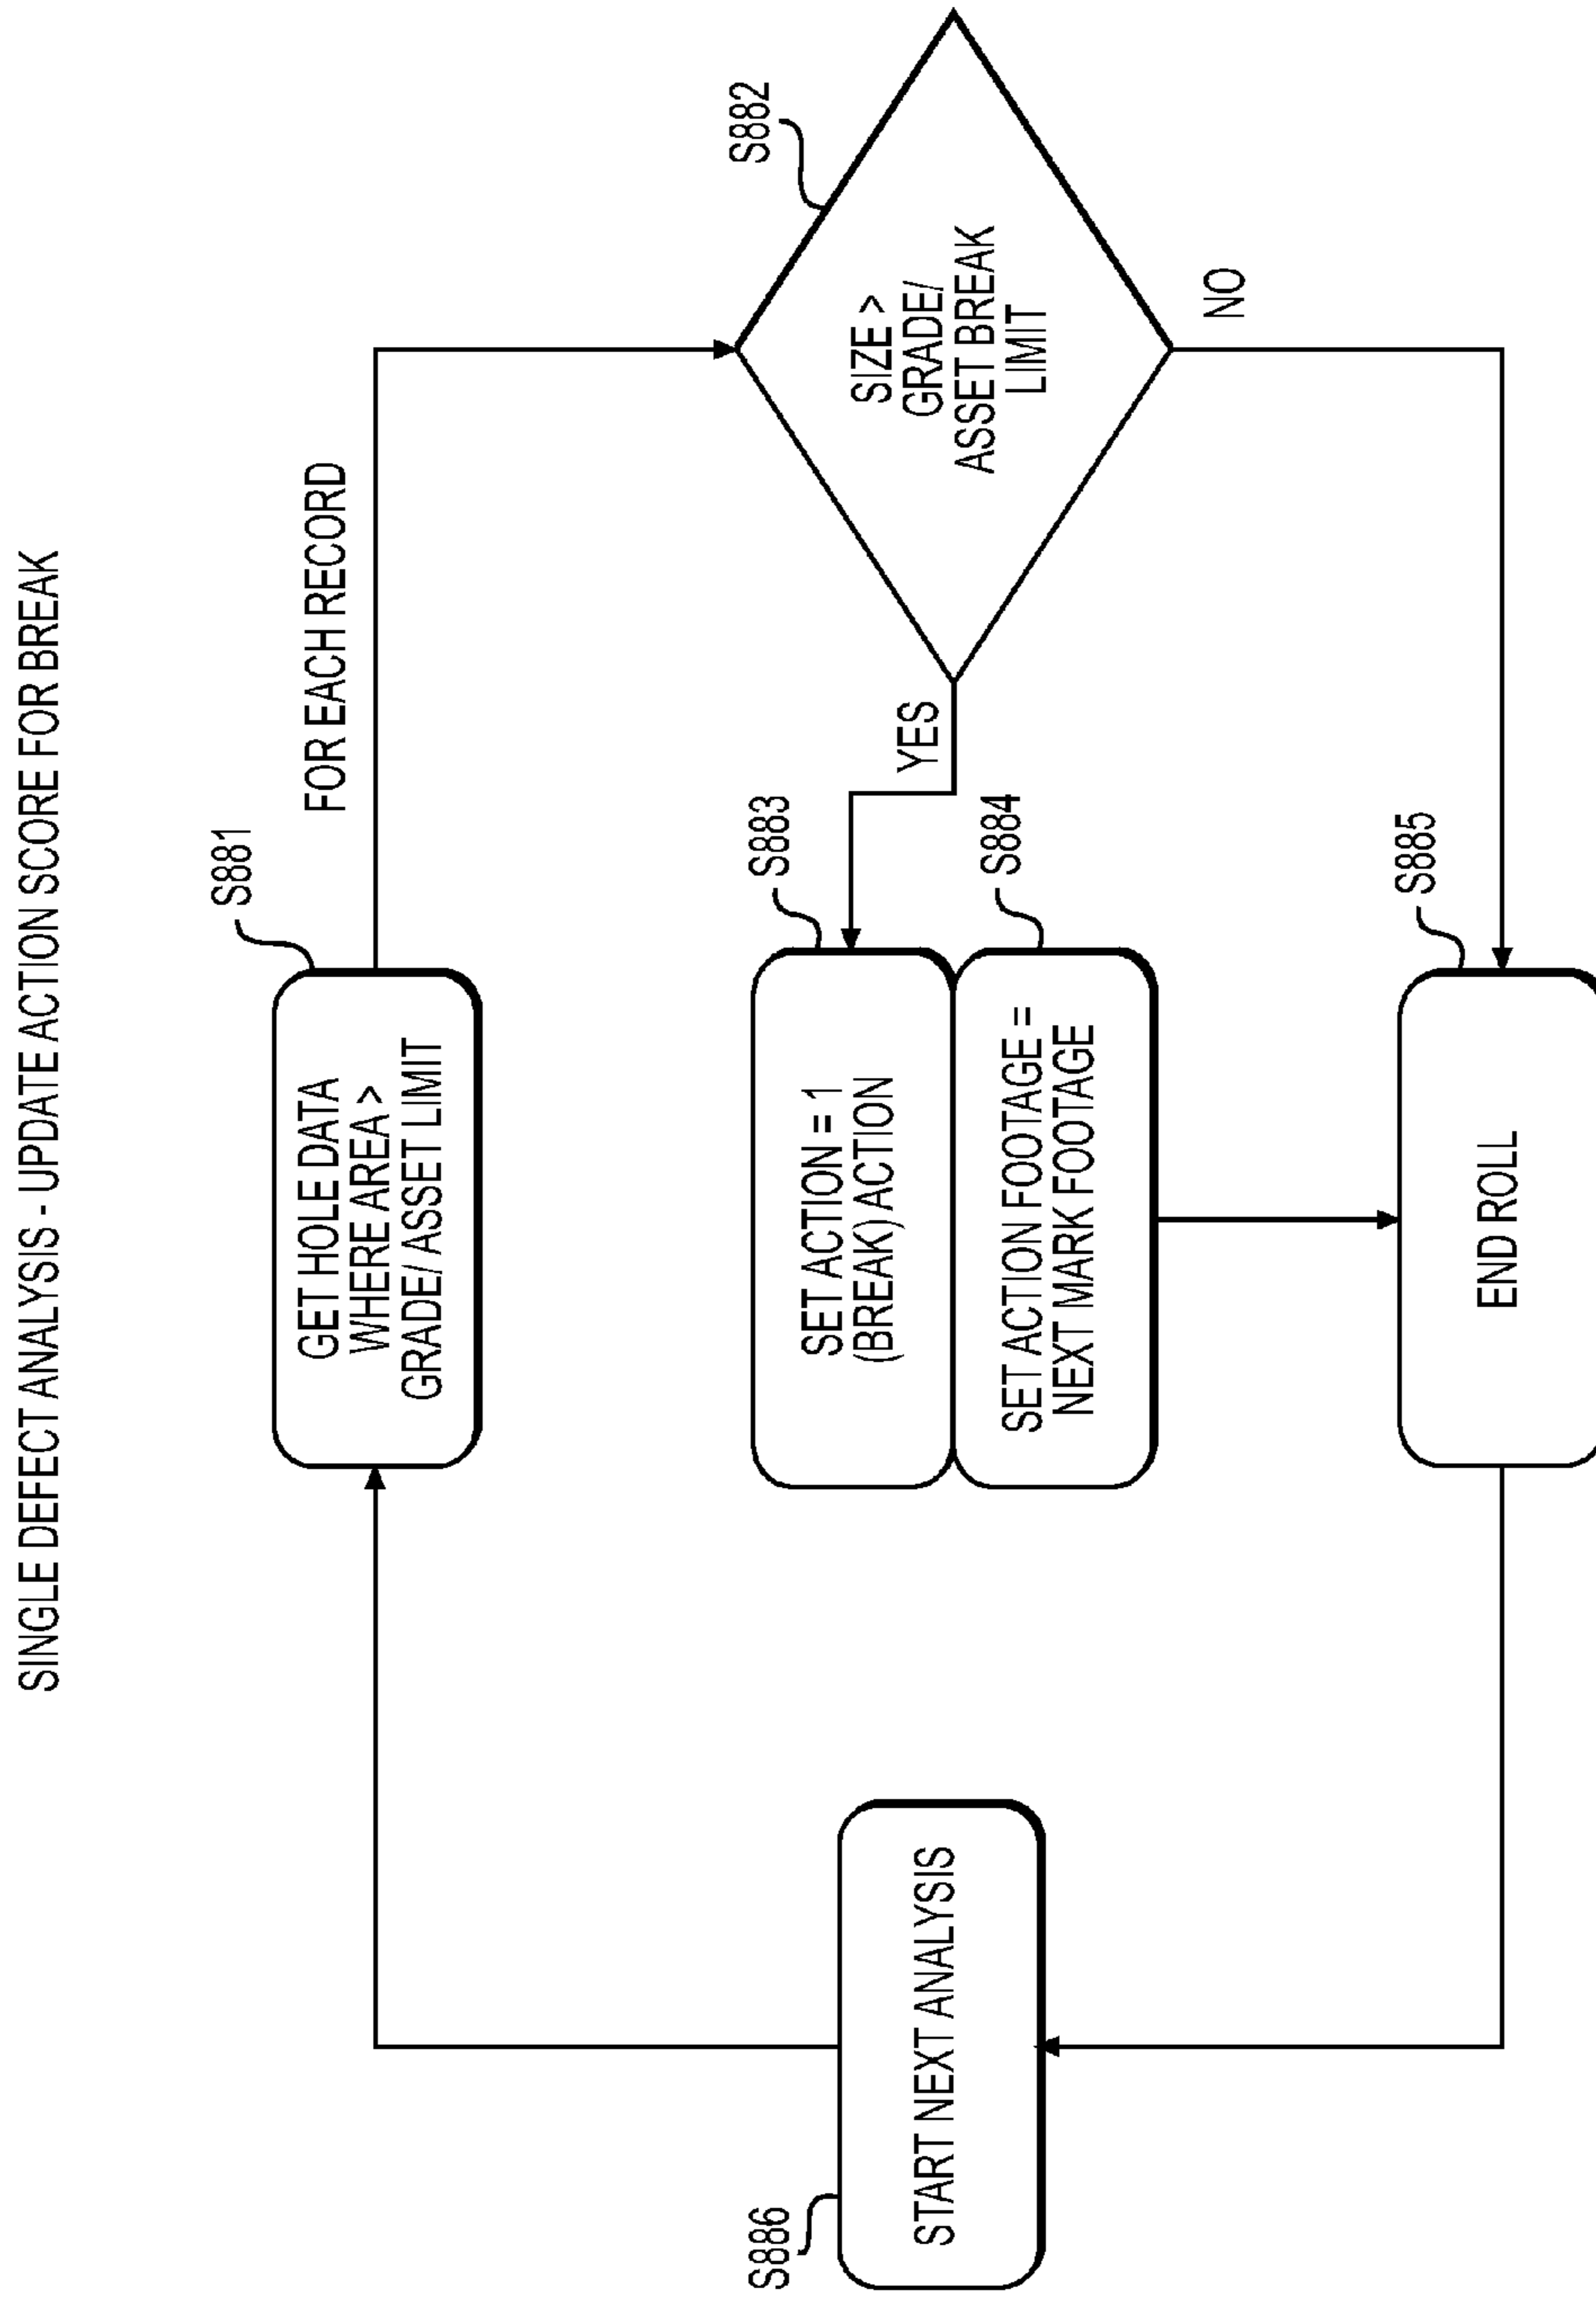 SINGLE DEFECT ANALYSIS - UPDATE ACTION SCORE FOR BREAK
S881
GET HOLE DATA
WHERE AREA >
GRADE/ ASSET LIMIT
FOR EACH RECORD
S882
SIZE >
GRADE/
ASSET BREAK
LIMIT
YES
NO
S883
SET ACTION = 1
(BREAK) ACTION
S884
SET ACTION FOOTAGE =
NEXT MARK FOOTAGE
S885
END ROLL
S886
START NEXT ANALYSIS